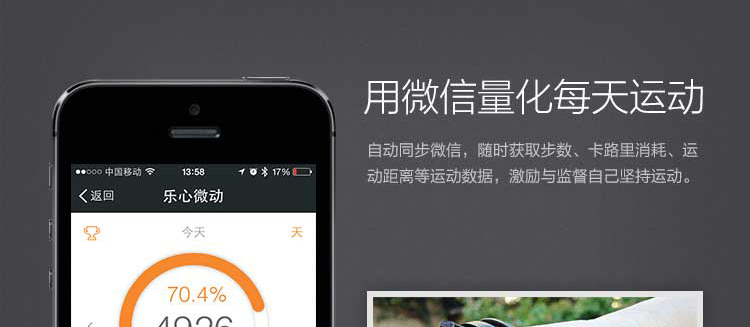 用微信量化每天运动
自动同步微信，随时获取步数、卡路里消耗、运
动距离等运动数据，激励与监督自己坚持运动。
中国移动 13:58 17%
返回 乐心微动
今天 天
70.4%
4926